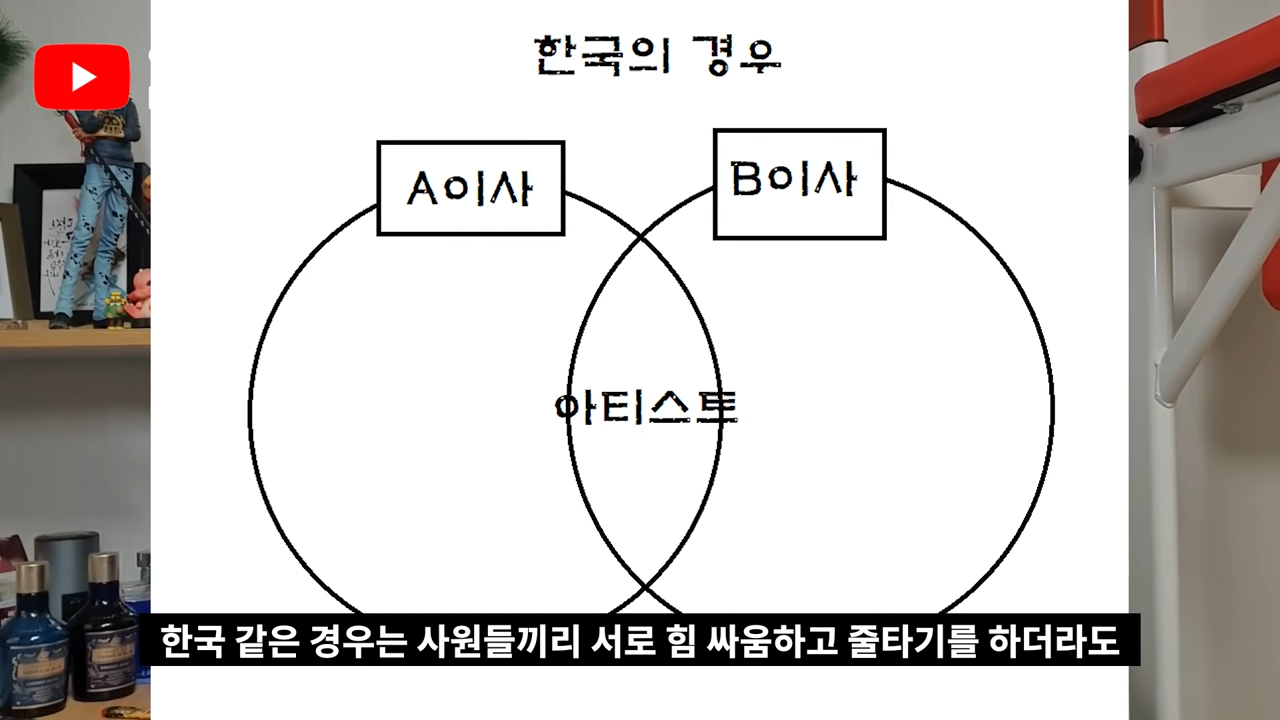 한국의 경우
A이사
B이사
아티스트
한국 같은 경우는 사원들끼리 서로 힘 싸움하고 줄타기를 하더라도